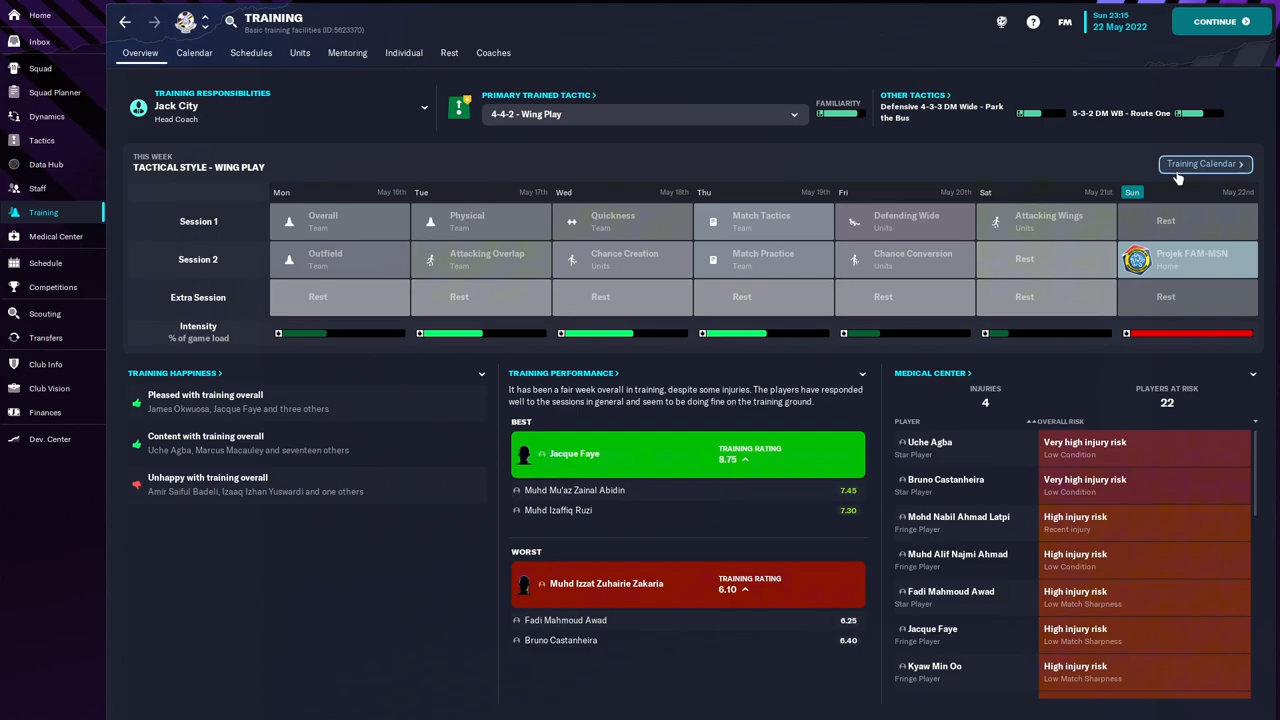 Home
Inbox
Squad
Squad Planner
Dynamics
Tactics
Data Hub
Staff
Training
Medical Center
Schedule
Competitions
Scouting
Transfers
Club Info
Club Vision
Finances
Dev. Center
TRAINING
Basic training facilities (ID:5623370)
FM
Sun 23:15
22 May 2022
CONTINUE
Overview Calendar Schedules Units Mentoring Individual Rest Coaches
TRAINING RESPONSIBILITIES
Jack City
Head Coach
PRIMARY TRAINED TACTIC
4-4-2 - Wing Play
FAMILIARITY
OTHER TACTICS
Defensive 4-3-3 DM Wide - Park the Bus
5-3-2 DM WB - Route One
THIS WEEK
TACTICAL STYLE - WING PLAY
Training Calendar
Mon May 16th Tue May 17th Wed May 18th Thu May 19th Fri May 20th Sat May 21st Sun May 22nd
Session 1
Overall Physical Quickness Match Tactics Defending Wide Attacking Wings Rest
Team Team Team Team Units Units
Session 2
Outfield Attacking Overlap Chance Creation Match Practice Chance Conversion Rest Projek FAM-MSN
Team Team Units Team Units Home
Extra Session
Rest Rest Rest Rest Rest Rest Rest
Intensity
% of game load
TRAINING HAPPINESS
Pleased with training overall
James Okwuosa, Jacque Faye and three others
Content with training overall
Uche Agba, Marcus Macauley and seventeen others
Unhappy with training overall
Amir Saiful Badeli, Izaaq Izhan Yuswardi and one others
TRAINING PERFORMANCE
It has been a fair week overall in training, despite some injuries. The players have responded
well to the sessions in general and seem to be doing fine on the training ground.
BEST
Jacque Faye
TRAINING RATING
8.75
Muhd Mu'az Zainal Abidin 7.45
Muhd Izaffiq Ruzi 7.30
WORST
Muhd Izzat Zuhairie Zakaria
TRAINING RATING
6.10
Fadi Mahmoud Awad 6.25
Bruno Castanheira 6.40
MEDICAL CENTER
INJURIES PLAYERS AT RISK
4 22
PLAYER OVERALL RISK
Uche Agba Very high injury risk
Star Player Low Condition
Bruno Castanheira Very high injury risk
Star Player Low Condition
Mohd Nabil Ahmad Latpi High injury risk
Fringe Player Recent injury
Muhd Alif Najmi Ahmad High injury risk
Fringe Player Low Condition
Fadi Mahmoud Awad High injury risk
Star Player Low Match Sharpness
Jacque Faye High injury risk
Fringe Player Low Match Sharpness
Kyaw Min Oo High injury risk
Fringe Player Low Match Sharpness